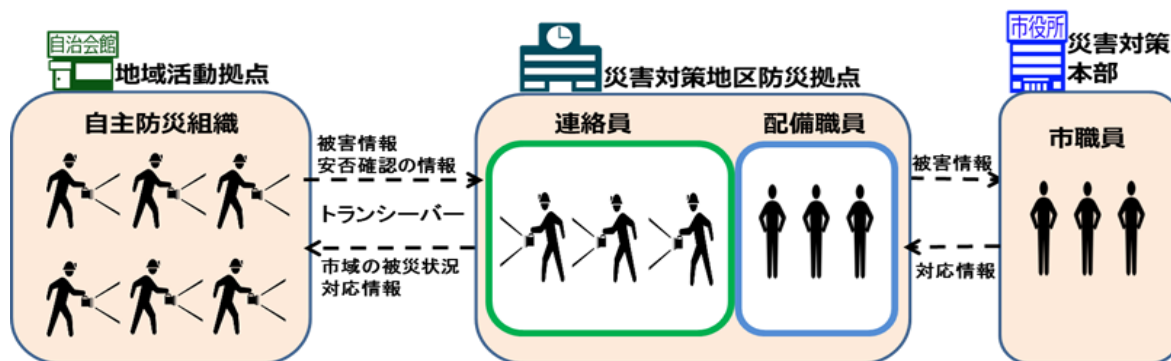 自治会館
地域活動拠点
自主防災組織
被害情報
安否確認の情報
トランシーバー
市域の被災状況
対応情報
災害対策地区防災拠点
連絡員
配備職員
被害情報
対応情報
市役所
災害対策
本部
市職員